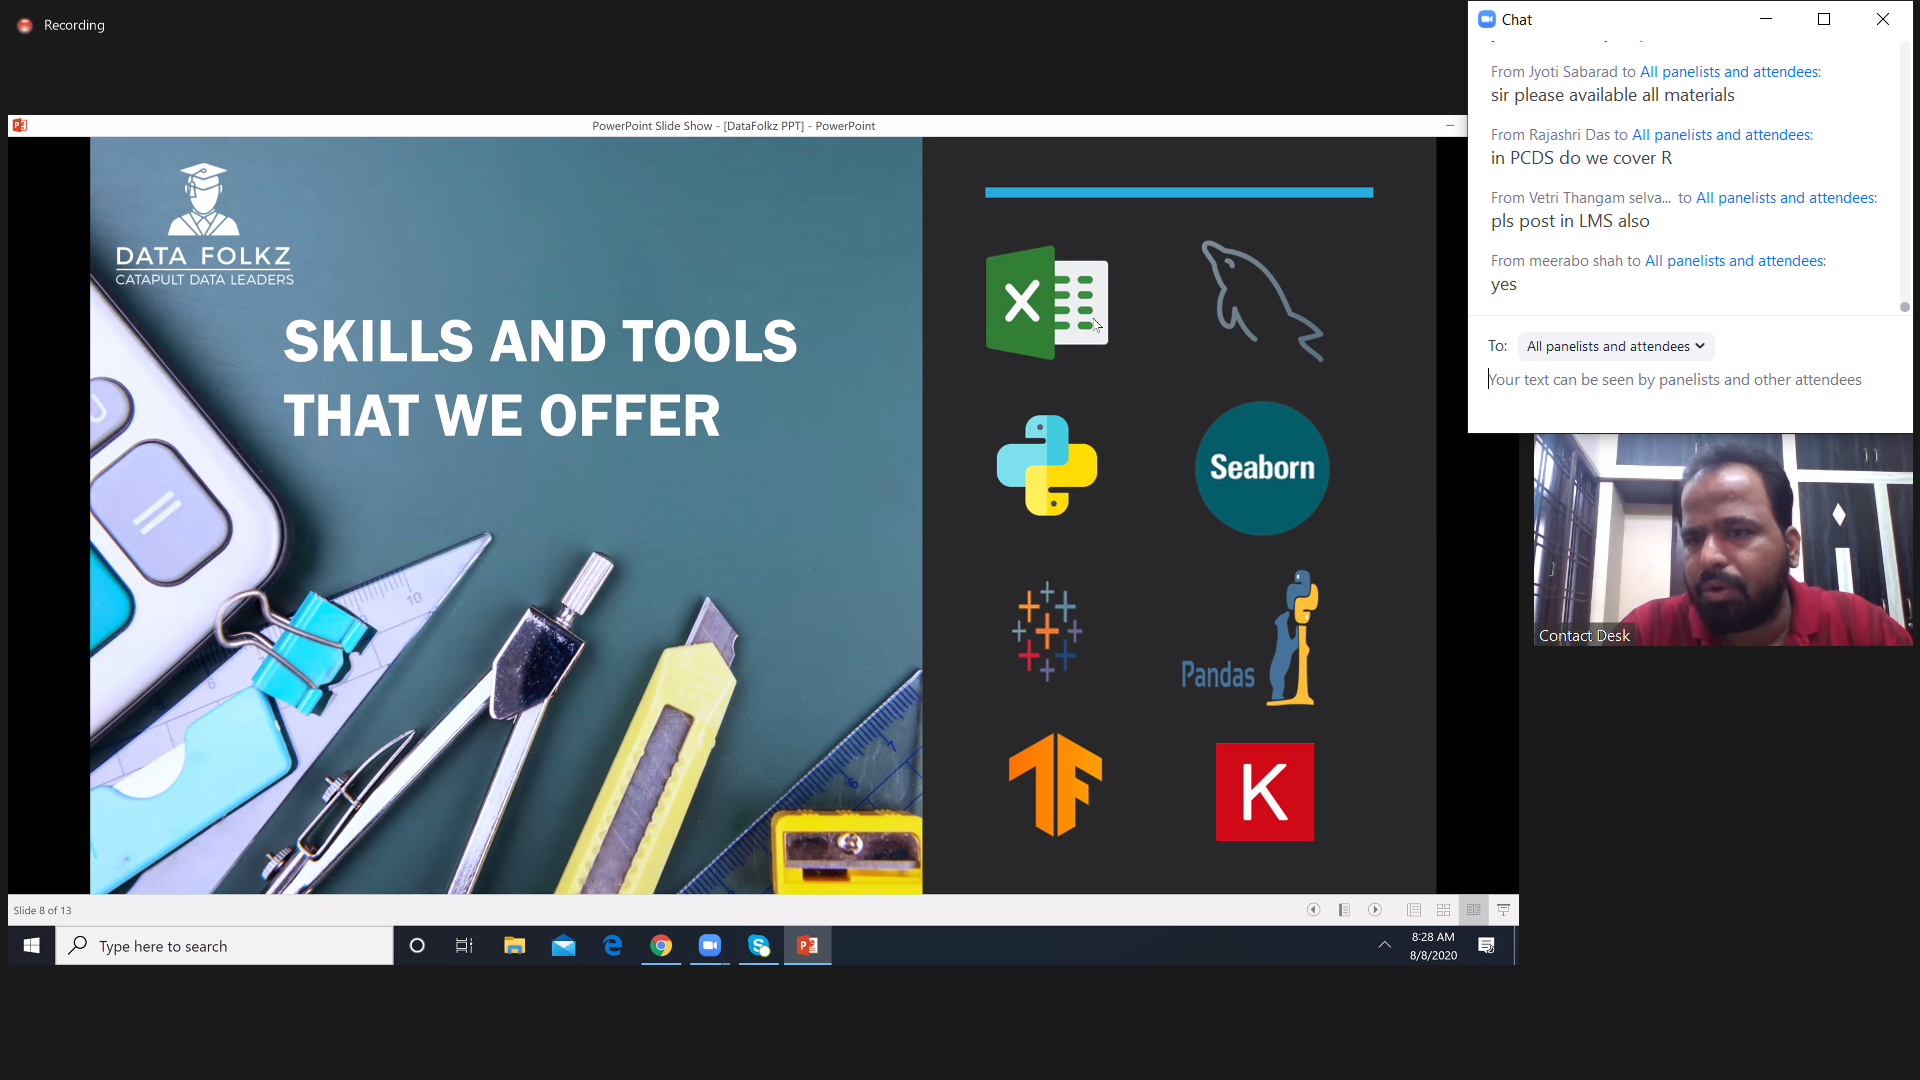 Recording
PowerPoint Slide Show - [DataFolkz PPT] - PowerPoint
DATA FOLKZ
CATAPULT DATA LEADERS
SKILLS AND TOOLS
THAT WE OFFER
X
Seaborn
Pandas
K
10
6
7
6
Slide 8 of 13
Type here to search
8:28 AM
8/8/2020
Chat
From Jyoti Sabarad to All panelists and attendees:
sir please available all materials
From Rajashri Das to All panelists and attendees:
in PCDS do we cover R
From Vetri Thangam selva... to All panelists and attendees:
pls post in LMS also
From meerabo shah to All panelists and attendees:
yes
To: All panelists and attendees
Your text can be seen by panelists and other attendees
Contact Desk